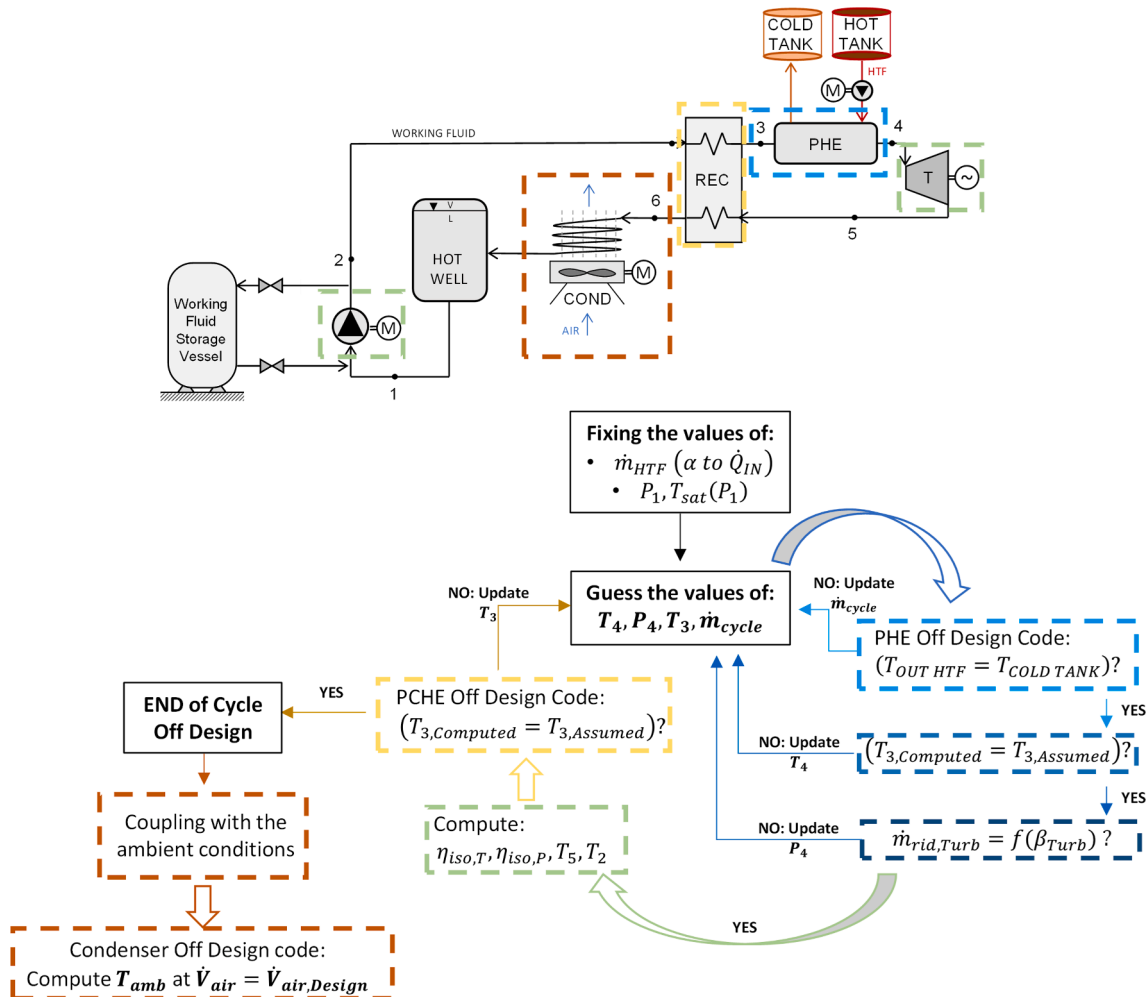 COLD
TANK
HOT
TANK
HTF
M
3
PHE
4
WORKING FLUID
REC
T
~
6
5
V
L
HOT
WELL
2
M
COND
AIR
Working
Fluid
Storage
Vessel
M
1
Fixing the values of:
• ṁ_HTF (α to Q̇_IN)
• P_1, T_sat(P_1)
Guess the values of:
T_4, P_4, T_3, ṁ_cycle
NO: Update
T_3
NO: Update
ṁ_cycle
PHE Off Design Code:
(T_OUT HTF = T_COLD TANK)?
YES
NO: Update
T_4
(T_3,Computed = T_3,Assumed)?
YES
NO: Update
P_4
ṁ_rid,Turb = f(β_Turb) ?
YES
Compute:
η_iso,T, η_iso,P, T_5, T_2
PCHE Off Design Code:
(T_3,Computed = T_3,Assumed)?
YES
END of Cycle
Off Design
Coupling with the
ambient conditions
Condenser Off Design code:
Compute T_amb at V̇_air = V̇_air,Design